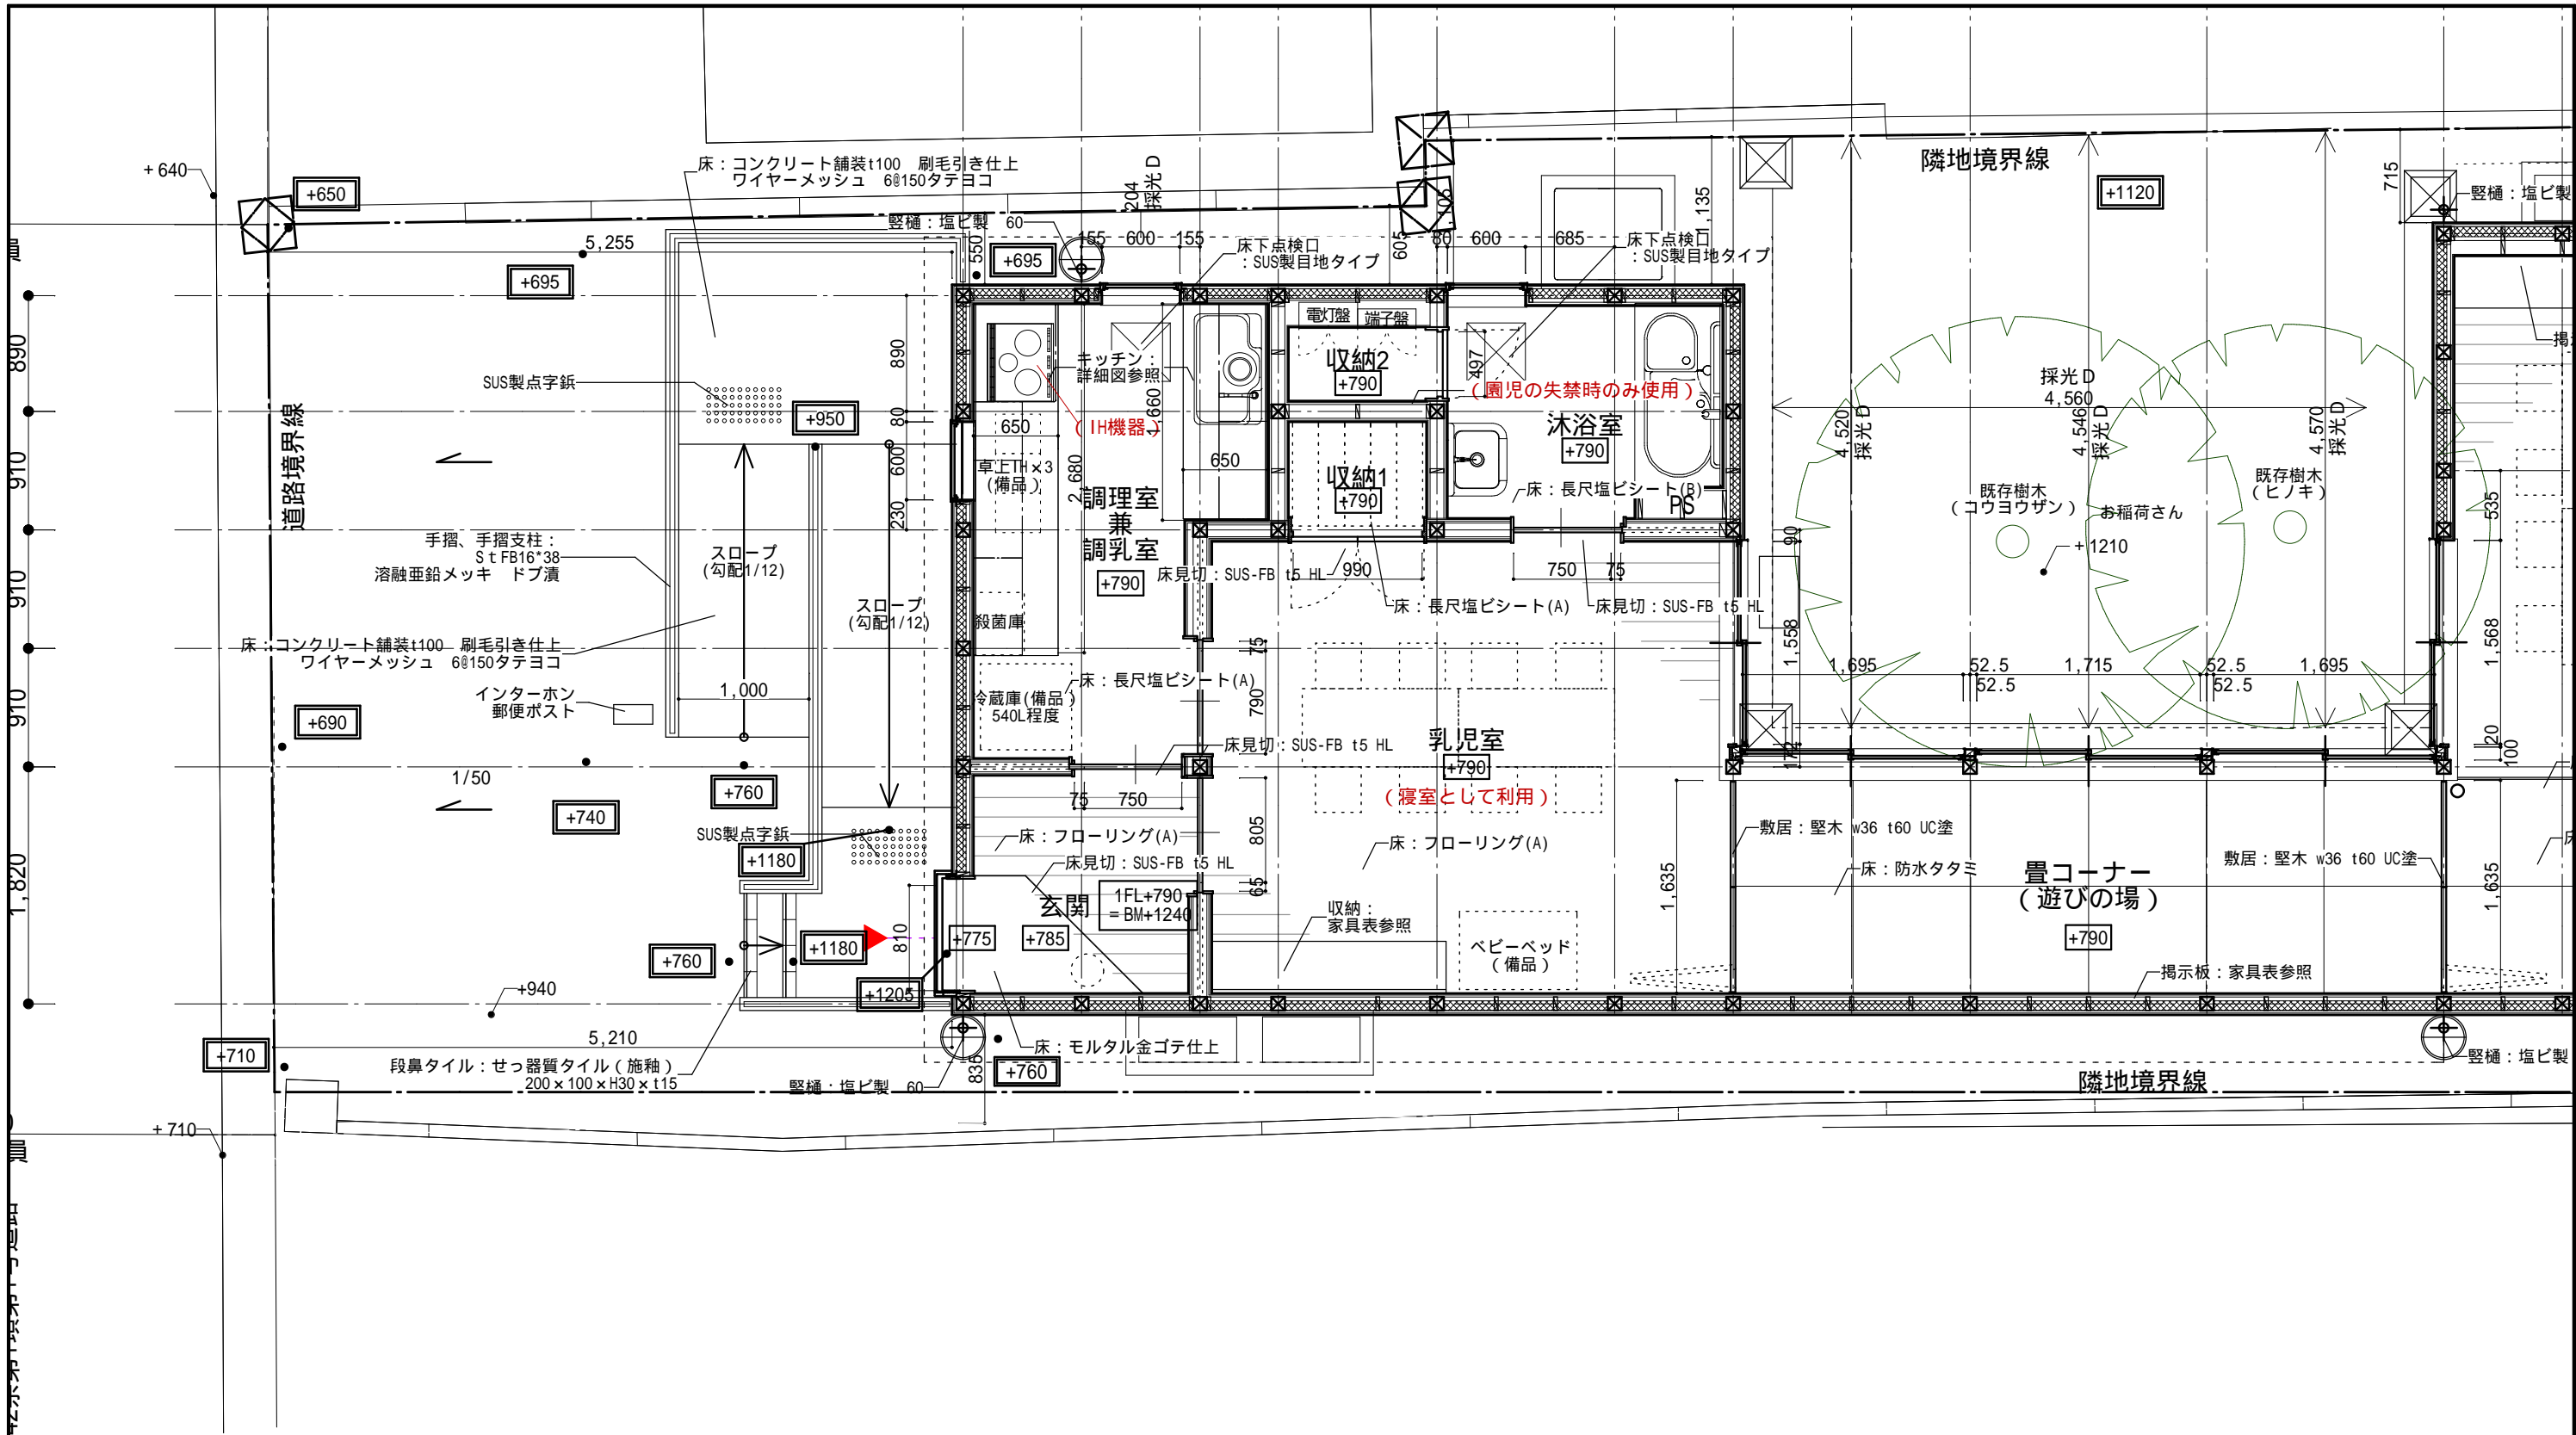 隣地境界線
+640
+650
床：コンクリート舗装t100　刷毛引き仕上
ワイヤーメッシュ　6@150タテヨコ
204
採光D
1,135
+1120
715
竪樋：塩ビ製
竪樋：塩ビ製　60
5,255
550
+695
+695
155
600
155
床下点検口
：SUS製目地タイプ
605
80
600
685
床下点検口
：SUS製目地タイプ
890
890
電灯盤
端子盤
キッチン：
詳細図参照
収納2
+790
497
（園児の失禁時のみ使用）
SUS製点字鋲
+950
80
650
（IH機器）
沐浴室
+790
採光D
4,560
4,520
採光D
4,546
採光D
4,570
採光D
道路境界線
910
600
卓上IH×3
(備品)
2,680
650
収納1
+790
床：長尺塩ビシート(B)
PS
既存樹木
（コウヨウザン）
お稲荷さん
既存樹木
（ヒノキ）
535
230
調理室
兼
調乳室
+790
手摺、手摺支柱：
StFB16*38
溶融亜鉛メッキ　ドブ漬
スロープ
(勾配1/12)
床見切：SUS-FB t5 HL
990
750
75
90
+1210
910
スロープ
(勾配1/12)
殺菌庫
床：長尺塩ビシート(A)
床見切：SUS-FB t5 HL
床：コンクリート舗装t100　刷毛引き仕上
ワイヤーメッシュ　6@150タテヨコ
75
1,558
1,568
1,695
52.5
52.5
1,715
52.5
52.5
1,695
インターホン
郵便ポスト
1,000
冷蔵庫(備品)
540L程度
床：長尺塩ビシート(A)
790
910
+690
床見切：SUS-FB t5 HL
乳児室
+790
172
20
100
1/50
+760
75
750
（寝室として利用）
+740
SUS製点字鋲
+1180
床：フローリング(A)
床見切：SUS-FB t5 HL
805
床：フローリング(A)
敷居：堅木 w36 t60 UC塗
床：防水タタミ
畳コーナー
（遊びの場）
+790
敷居：堅木 w36 t60 UC塗
1,820
1,635
1,635
65
玄関
1FL+790
=BM+1240
収納：
家具表参照
+760
+1180
810
+775
+785
ベビーベッド
（備品）
掲示板：家具表参照
+940
+1205
+710
5,210
段鼻タイル：せっ器質タイル（施釉）
200×100×H30×t15
竪樋：塩ビ製　60
835
床：モルタル金ゴテ仕上
+760
隣地境界線
竪樋：塩ビ製
+710